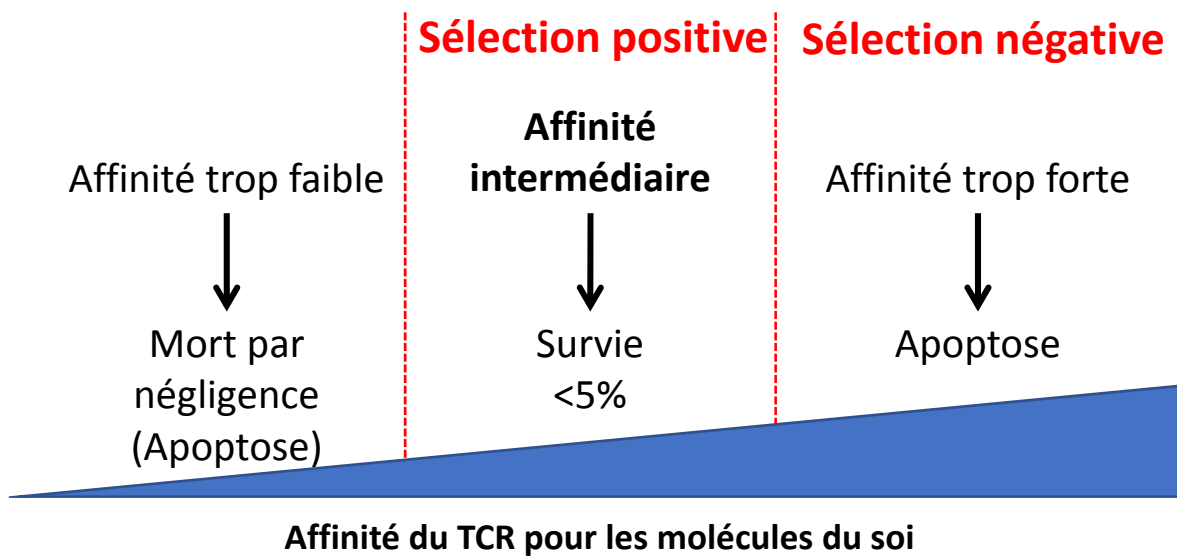 Sélection positive
Sélection négative
Affinité trop faible
Affinité
intermédiaire
Affinité trop forte
Mort par
négligence
(Apoptose)
Survie
<5%
Apoptose
Affinité du TCR pour les molécules du soi